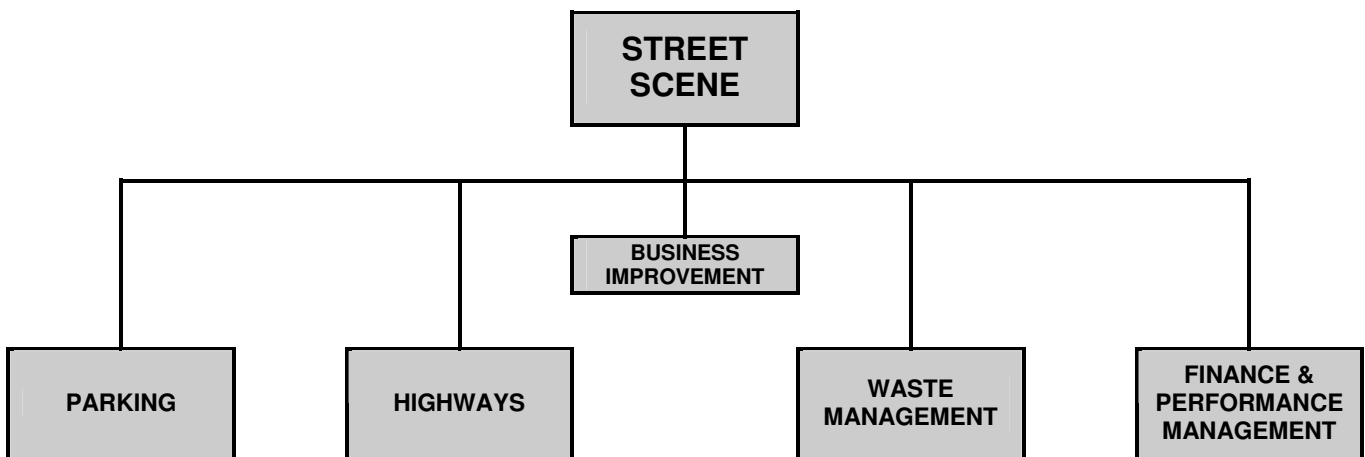 STREET
SCENE
BUSINESS
IMPROVEMENT
PARKING
HIGHWAYS
WASTE
MANAGEMENT
FINANCE &
PERFORMANCE
MANAGEMENT